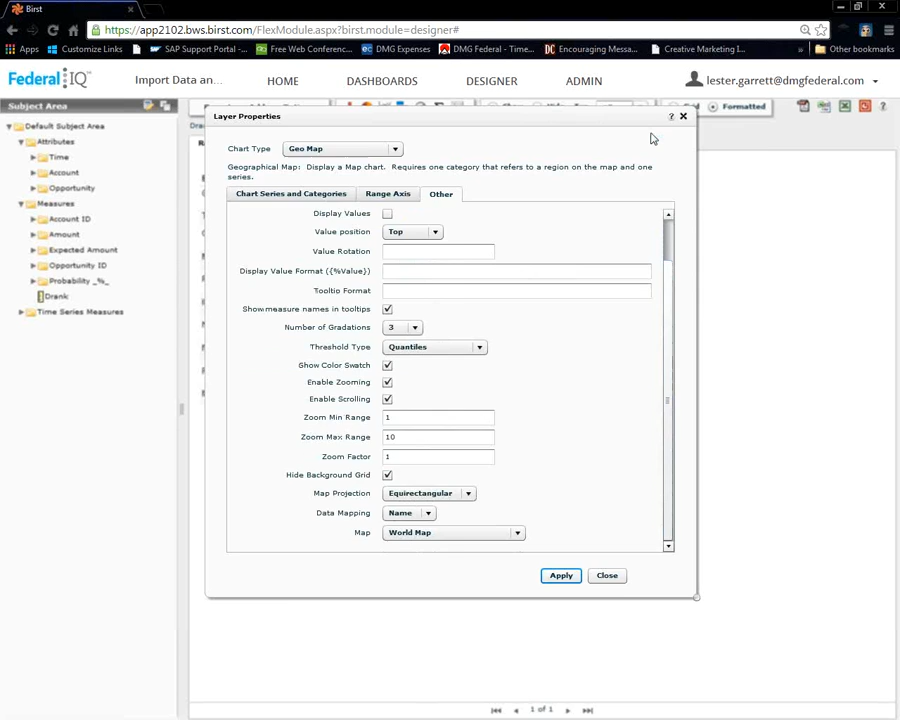 Birst
https://app2102.bws.birst.com/FlexModule.aspx?birst.module=designer#
Apps Customize Links SAP Support Portal - ... Free Web Conferenc... DMG Expenses DMG Federal - Time... Encouraging Messa... Creative Marketing I... » Other bookmarks
Federal IQ™ Import Data an... HOME DASHBOARDS DESIGNER ADMIN lester.garrett@dmgfederal.com
Subject Area
Formatted
Default Subject Area
Attributes
Time
Account
Opportunity
Measures
Account ID
Amount
Expected Amount
Opportunity ID
Probability _%_
Drank
Time Series Measures
Layer Properties ?
Chart Type Geo Map
Geographical Map: Display a Map chart. Requires one category that refers to a region on the map and one
series.
Chart Series and Categories Range Axis Other
Display Values
Value position Top
Value Rotation
Display Value Format ({%Value})
Tooltip Format
Show measure names in tooltips
Number of Gradations 3
Threshold Type Quantiles
Show Color Swatch
Enable Zooming
Enable Scrolling
Zoom Min Range 1
Zoom Max Range 10
Zoom Factor 1
Hide Background Grid
Map Projection Equirectangular
Data Mapping Name
Map World Map
Apply Close
1 of 1